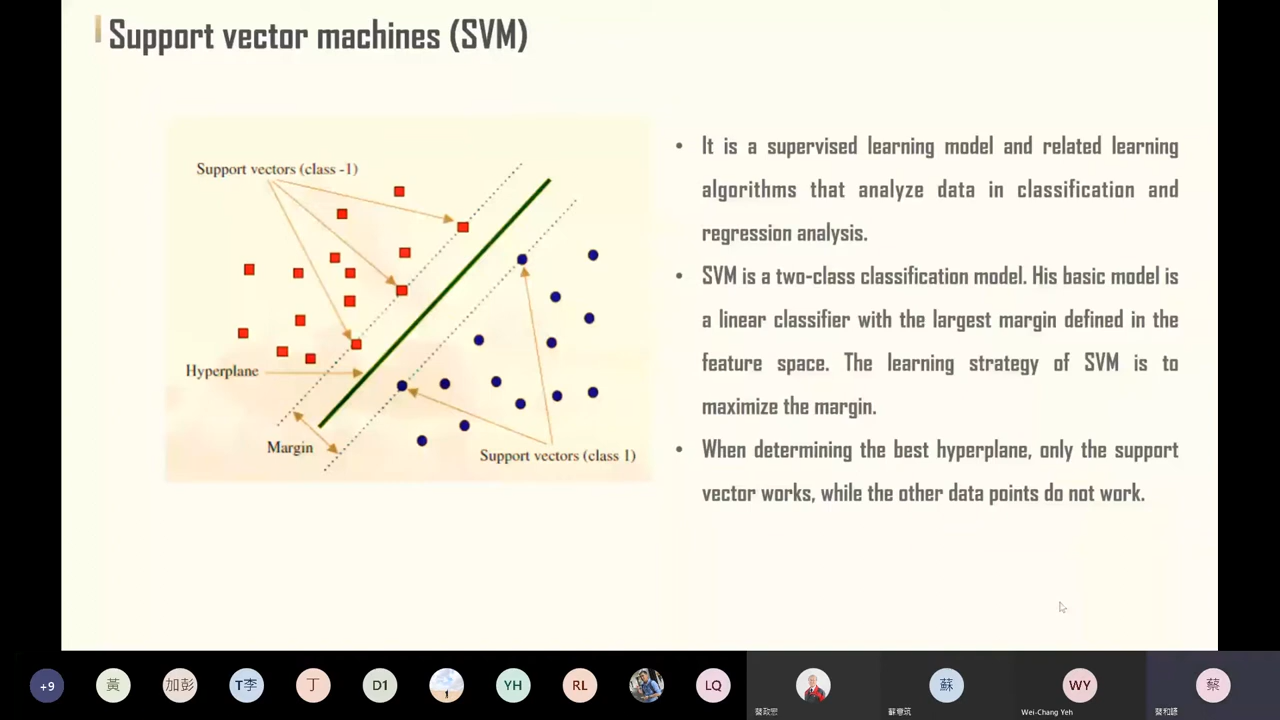 Support vector machines (SVM)
Support vectors (class -1)
Hyperplane
Margin
Support vectors (class 1)
• It is a supervised learning model and related learning
algorithms that analyze data in classification and
regression analysis.
• SVM is a two-class classification model. His basic model is
a linear classifier with the largest margin defined in the
feature space. The learning strategy of SVM is to
maximize the margin.
• When determining the best hyperplane, only the support
vector works, while the other data points do not work.
+9
黃
加彭
T李
丁
D1
YH
RL
LQ
蘇
WY
蔡
Wei-Chang Yeh